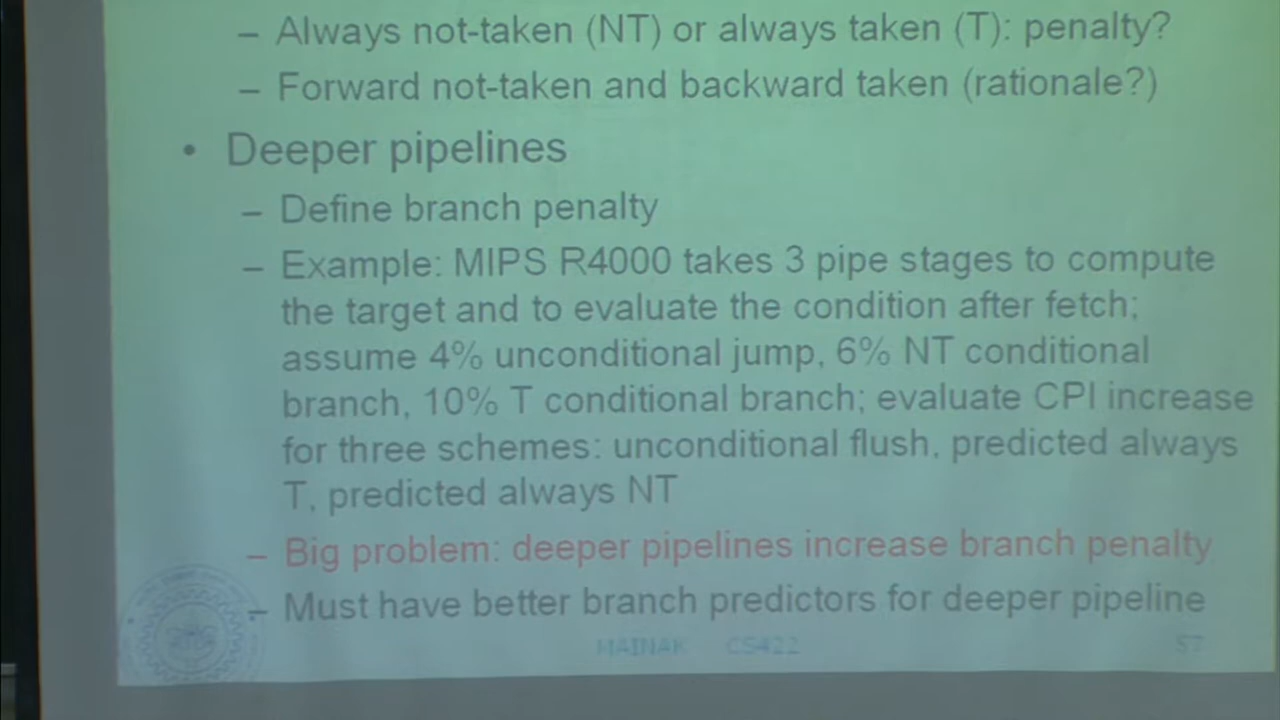 – Always not-taken (NT) or always taken (T): penalty?
– Forward not-taken and backward taken (rationale?)
• Deeper pipelines
– Define branch penalty
– Example: MIPS R4000 takes 3 pipe stages to compute
the target and to evaluate the condition after fetch;
assume 4% unconditional jump, 6% NT conditional
branch, 10% T conditional branch; evaluate CPI increase
for three schemes: unconditional flush, predicted always
T, predicted always NT
– Big problem: deeper pipelines increase branch penalty
– Must have better branch predictors for deeper pipeline
MAINAK CS422